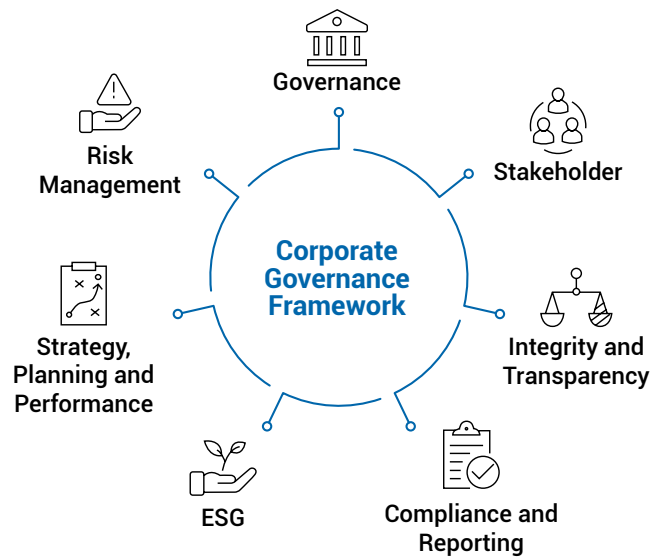 Governance
Risk
Management
Stakeholder
Corporate
Governance
Framework
Strategy,
Planning and
Performance
Integrity and
Transparency
ESG
Compliance and
Reporting